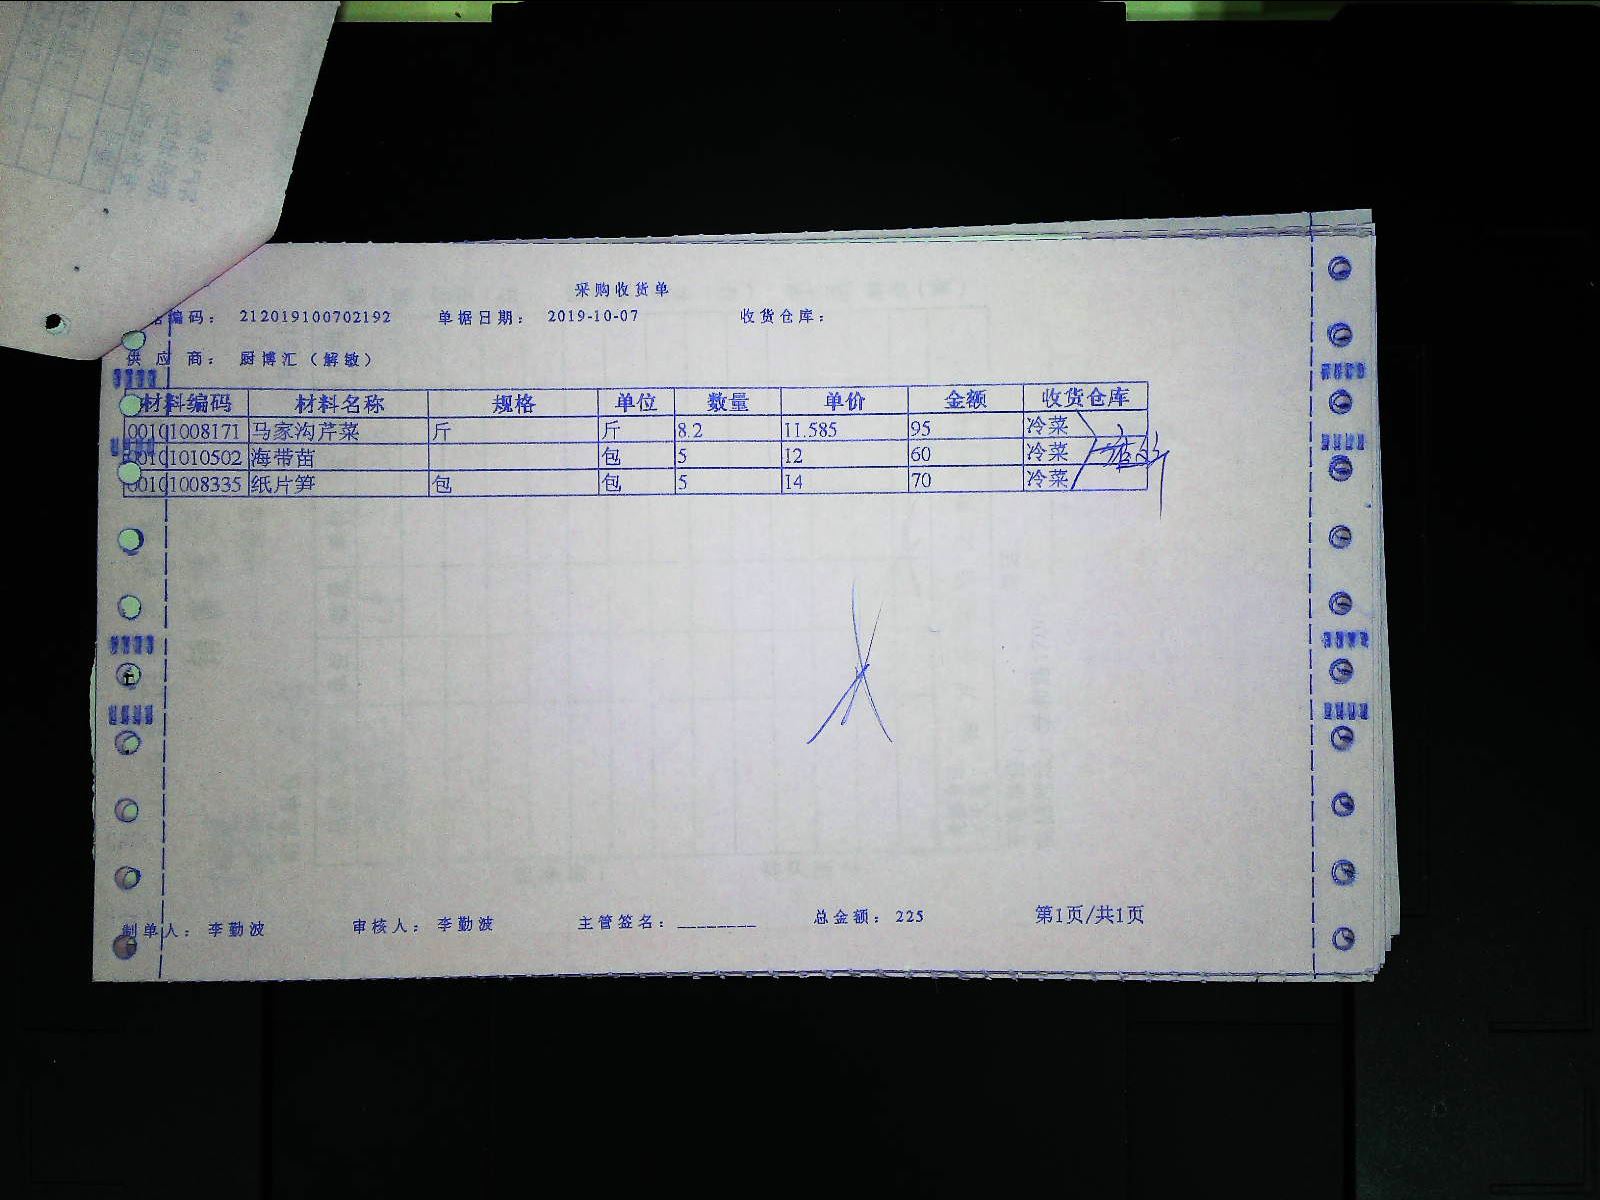 采购收货单
编码： 212019100702192 单据日期： 2019-10-07 收货仓库：
供应商： 厨博汇（解敏）
材料编码 材料名称 规格 单位 数量 单价 金额 收货仓库
00101008171 马家沟芹菜 斤 斤 8.2 11.585 95 冷菜
00101010502 海带苗 包 5 12 60 冷菜
00101008335 纸片笋 包 包 5 14 70 冷菜
制单人： 李勤波 审核人： 李勤波 主管签名：________ 总金额： 225 第1页/共1页